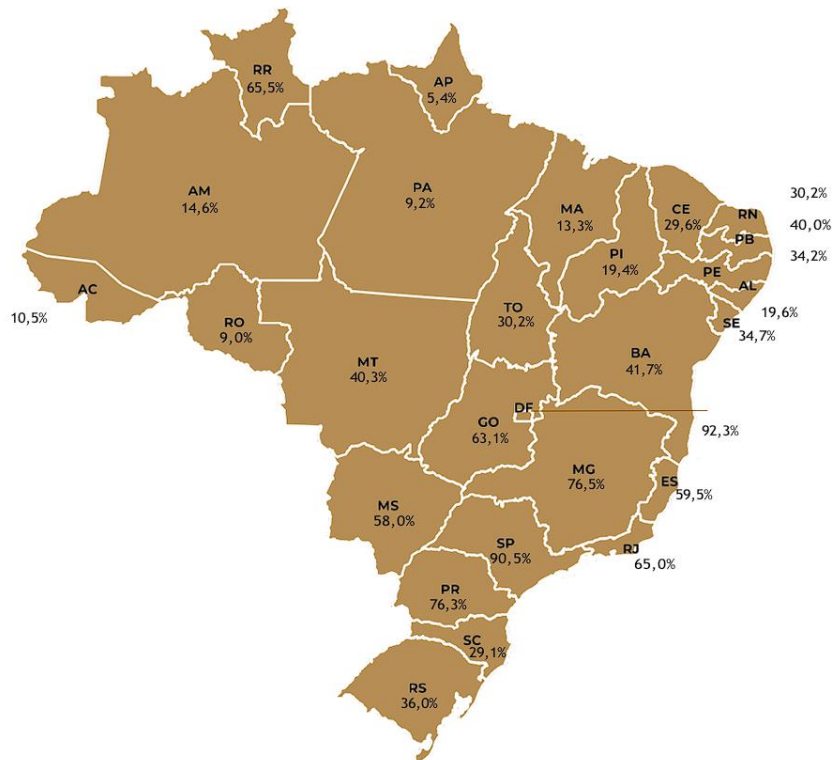 RR
65,5%
AP
5,4%
AM
14,6%
PA
9,2%
MA
13,3%
CE
29,6%
30,2%
RN
40,0%
PB
34,2%
PI
19,4%
PE
AL
19,6%
SE
34,7%
AC
10,5%
RO
9,0%
TO
30,2%
MT
40,3%
BA
41,7%
GO
63,1%
DF
92,3%
MG
76,5%
ES
59,5%
MS
58,0%
SP
90,5%
RJ
65,0%
PR
76,3%
SC
29,1%
RS
36,0%